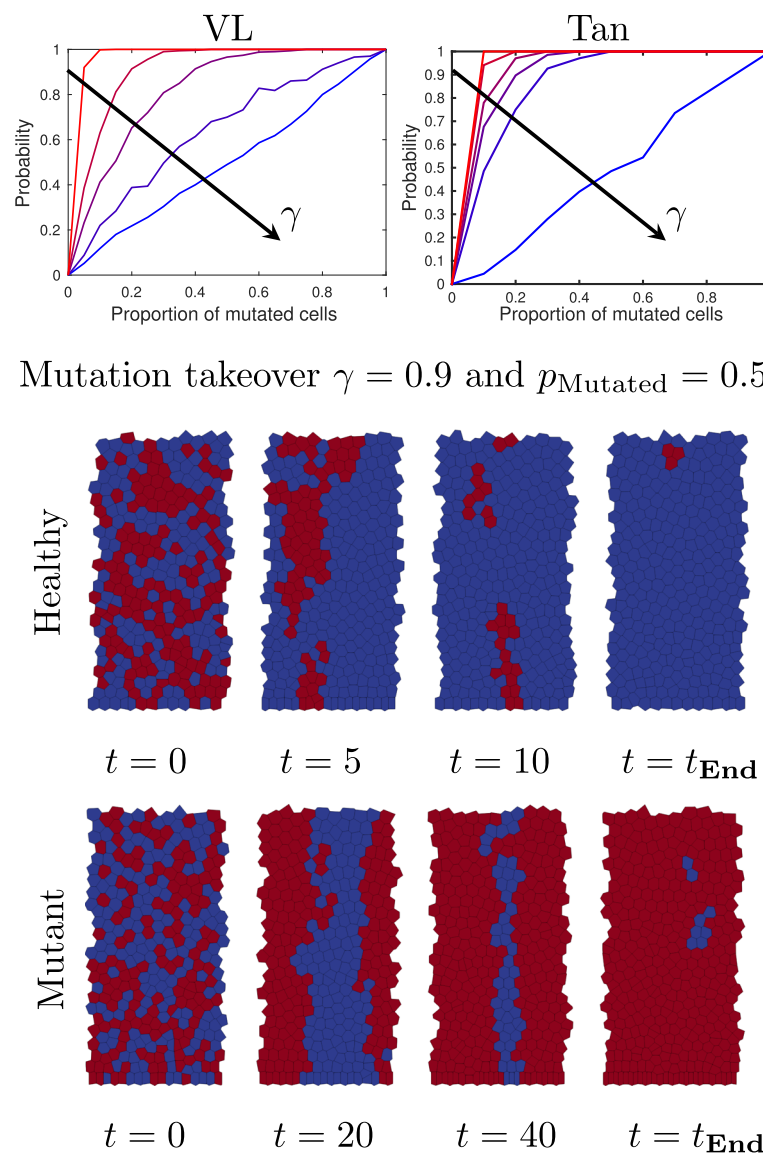 VL
Tan
1
0.8
0.6
0.4
0.2
0
Probability
0 0.2 0.4 0.6 0.8 1
Proportion of mutated cells
γ
1
0.9
0.8
0.7
0.6
0.5
0.4
0.3
0.2
0.1
0
Probability
0 0.2 0.4 0.6 0.8
Proportion of mutated cells
γ
Mutation takeover γ = 0.9 and pMutated = 0.5
Healthy
t = 0 t = 5 t = 10 t = tEnd
Mutant
t = 0 t = 20 t = 40 t = tEnd